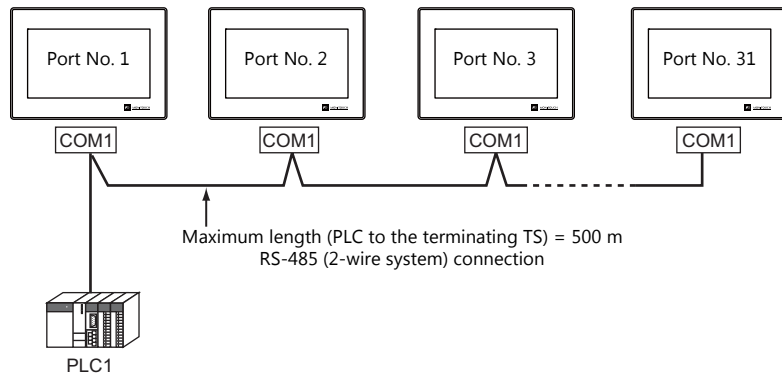 Port No. 1
Port No. 2
Port No. 3
Port No. 31
COM1
COM1
COM1
COM1
Maximum length (PLC to the terminating TS) = 500 m
RS-485 (2-wire system) connection
PLC1